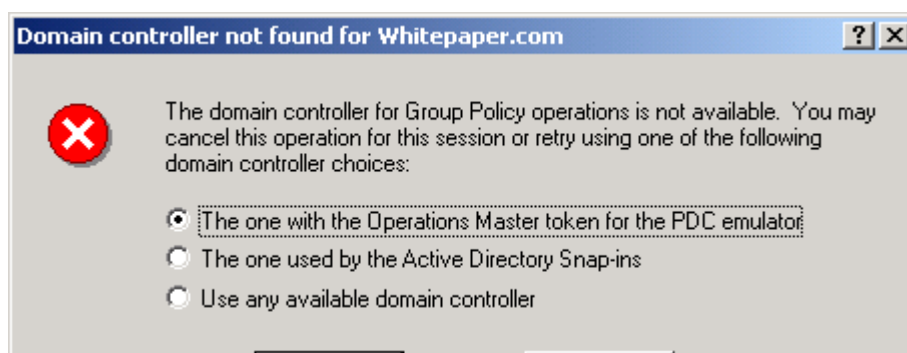 Domain controller not found for Whitepaper.com
The domain controller for Group Policy operations is not available.  You may
cancel this operation for this session or retry using one of the following
domain controller choices:
The one with the Operations Master token for the PDC emulator
The one used by the Active Directory Snap-ins
Use any available domain controller